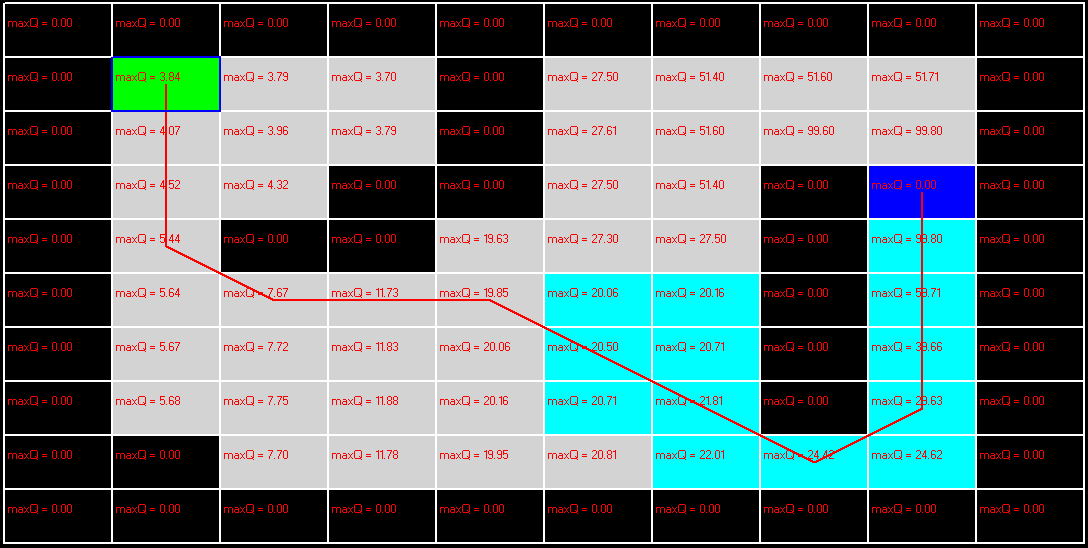 maxQ = 0.00 maxQ = 0.00 maxQ = 0.00 maxQ = 0.00 maxQ = 0.00 maxQ = 0.00 maxQ = 0.00 maxQ = 0.00 maxQ = 0.00 maxQ = 0.00
maxQ = 0.00 maxQ = 3.84 maxQ = 3.79 maxQ = 3.70 maxQ = 0.00 maxQ = 27.50 maxQ = 51.40 maxQ = 51.60 maxQ = 51.71 maxQ = 0.00
maxQ = 0.00 maxQ = 4.07 maxQ = 3.96 maxQ = 3.79 maxQ = 0.00 maxQ = 27.61 maxQ = 51.60 maxQ = 99.60 maxQ = 99.80 maxQ = 0.00
maxQ = 0.00 maxQ = 4.52 maxQ = 4.32 maxQ = 0.00 maxQ = 0.00 maxQ = 27.50 maxQ = 51.40 maxQ = 0.00 maxQ = 0.00 maxQ = 0.00
maxQ = 0.00 maxQ = 5.44 maxQ = 0.00 maxQ = 0.00 maxQ = 19.63 maxQ = 27.30 maxQ = 27.50 maxQ = 0.00 maxQ = 99.80 maxQ = 0.00
maxQ = 0.00 maxQ = 5.64 maxQ = 7.67 maxQ = 11.73 maxQ = 19.85 maxQ = 20.06 maxQ = 20.16 maxQ = 0.00 maxQ = 59.71 maxQ = 0.00
maxQ = 0.00 maxQ = 5.67 maxQ = 7.72 maxQ = 11.83 maxQ = 20.06 maxQ = 20.50 maxQ = 20.71 maxQ = 0.00 maxQ = 39.66 maxQ = 0.00
maxQ = 0.00 maxQ = 5.68 maxQ = 7.75 maxQ = 11.88 maxQ = 20.16 maxQ = 20.71 maxQ = 21.81 maxQ = 0.00 maxQ = 29.63 maxQ = 0.00
maxQ = 0.00 maxQ = 0.00 maxQ = 7.70 maxQ = 11.78 maxQ = 19.95 maxQ = 20.81 maxQ = 22.01 maxQ = 24.42 maxQ = 24.62 maxQ = 0.00
maxQ = 0.00 maxQ = 0.00 maxQ = 0.00 maxQ = 0.00 maxQ = 0.00 maxQ = 0.00 maxQ = 0.00 maxQ = 0.00 maxQ = 0.00 maxQ = 0.00